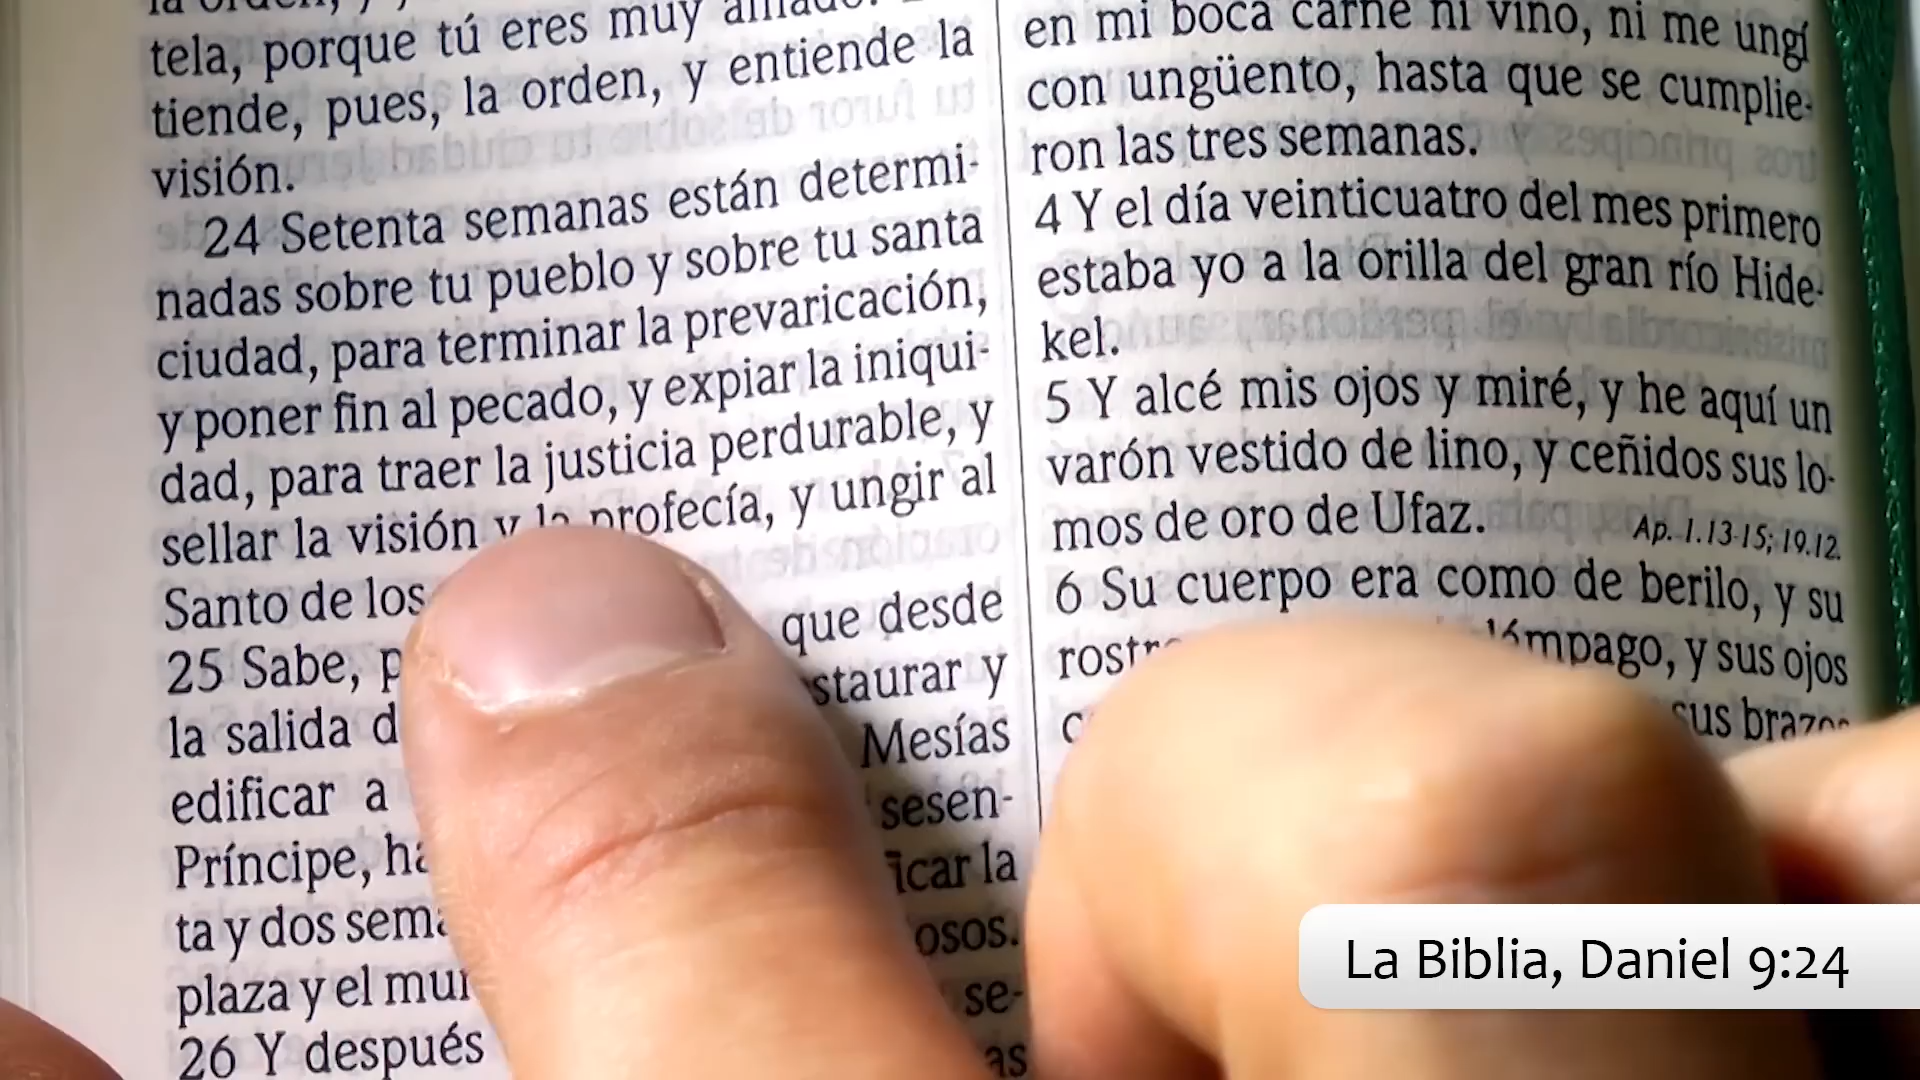 tela, porque tú eres muy
tiende, pues, la orden, y entiende la
visión.
24 Setenta semanas están determi-
nadas sobre tu pueblo y sobre tu santa
ciudad, para terminar la prevaricación,
y poner fin al pecado, y expiar la iniqui-
dad, para traer la justicia perdurable, y
sellar la visión y la profecía, y ungir al
Santo de los
25 Sabe, que desde
la salida staurar y
edificar a Mesías
Príncipe, sesen-
ta y dos icar la
plaza y el osos.
26 Y después se-
as
en mi boca carne ni vino, ni me ungí
con ungüento, hasta que se cumplie-
ron las tres semanas.
4 Y el día veinticuatro del mes primero
estaba yo a la orilla del gran río Hide-
kel.
5 Y alcé mis ojos y miré, y he aquí un
varón vestido de lino, y ceñidos sus lo-
mos de oro de Ufaz. Ap. 1.13-15; 19.12.
6 Su cuerpo era como de berilo, y su
y sus ojos
sus brazos
La Biblia, Daniel 9:24